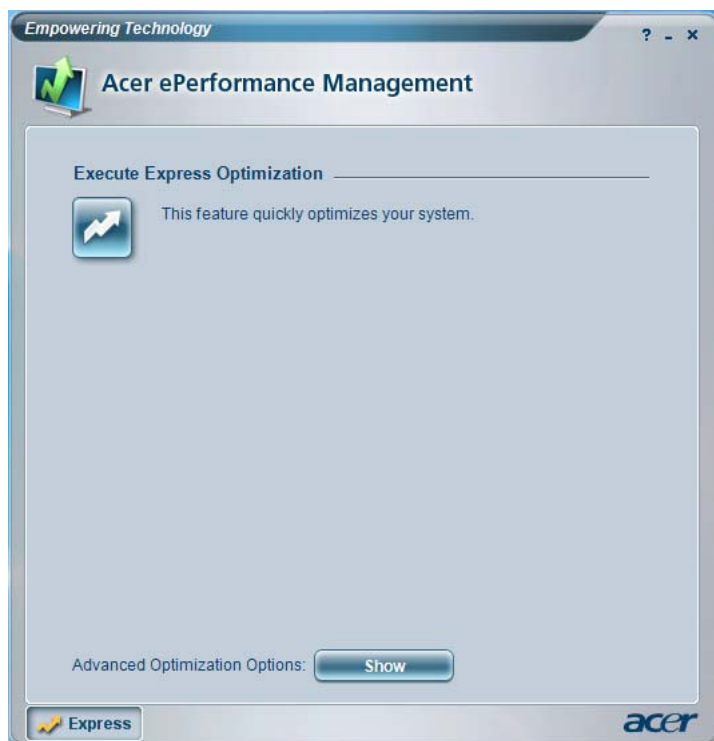 Empowering Technology
? - ×
Acer ePerformance Management
Execute Express Optimization
This feature quickly optimizes your system.
Advanced Optimization Options: Show
Express
acer